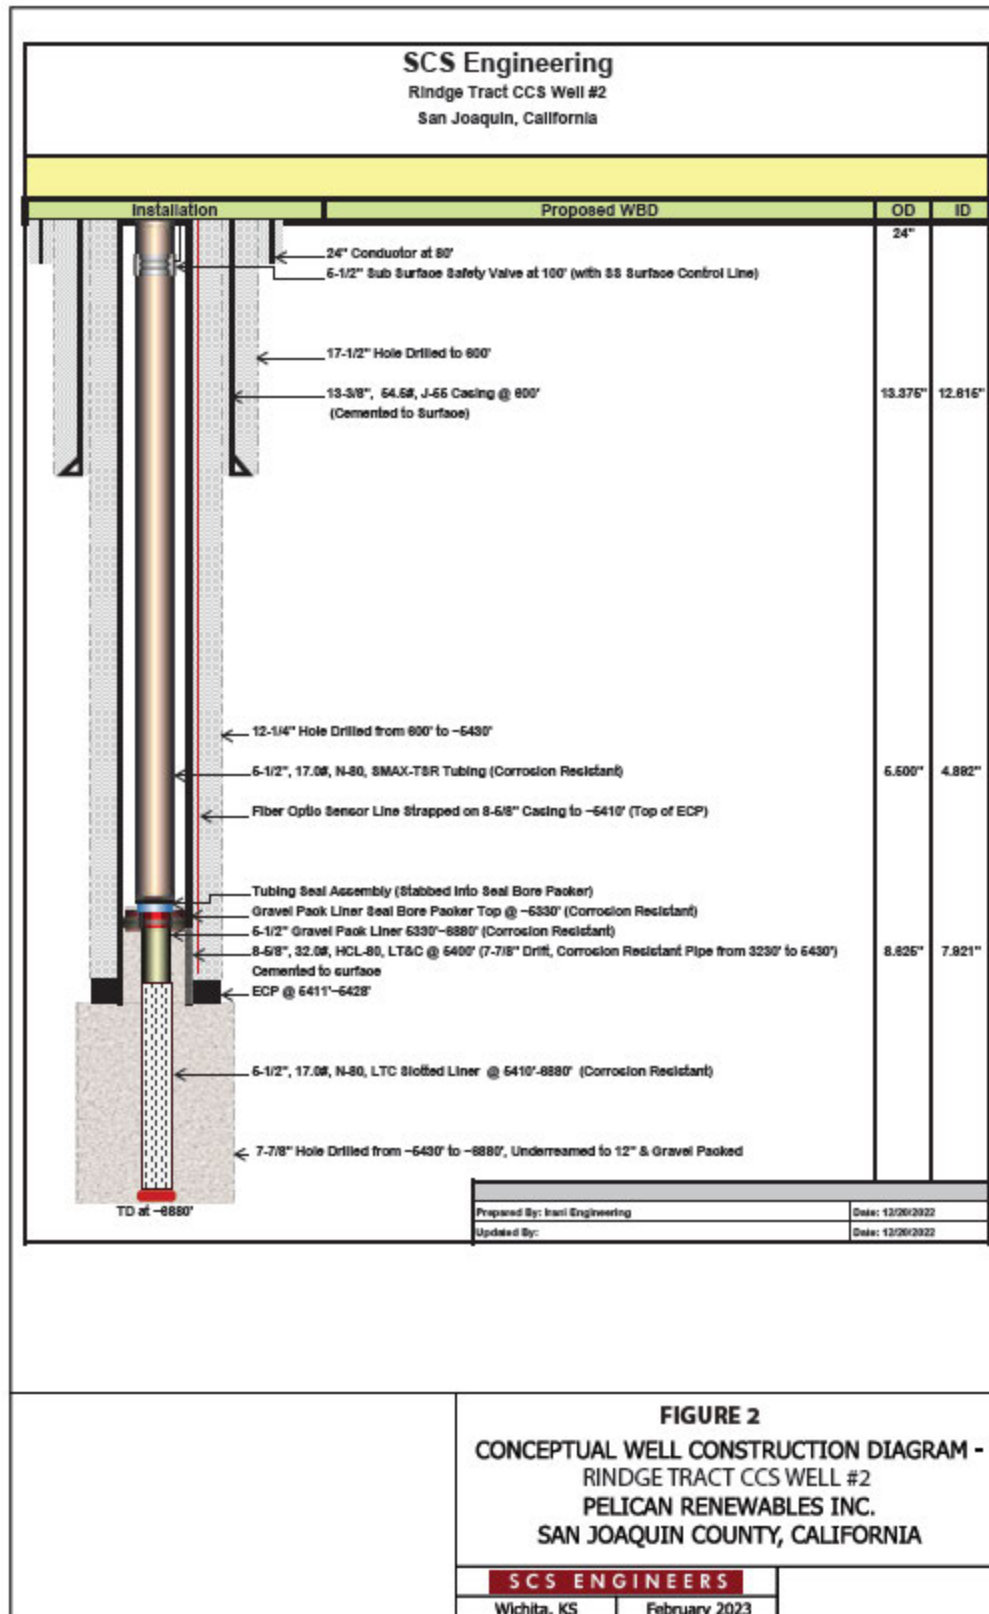 SCS Engineering
Rindge Tract CCS Well #2
San Joaquin, California
Installation Proposed WBD OD ID
24"
24" Conductor at 80'
5-1/2" Sub Surface Safety Valve at 100' (with SS Surface Control Line)
17-1/2" Hole Drilled to 600'
13-3/8", 54.5#, J-55 Casing @ 600' 13.375" 12.615"
(Cemented to Surface)
12-1/4" Hole Drilled from 600' to ~5430'
5-1/2", 17.0#, N-80, SMAX-TSR Tubing (Corrosion Resistant) 5.500" 4.892"
Fiber Optic Sensor Line Strapped on 8-5/8" Casing to ~5410' (Top of ECP)
Tubing Seal Assembly (Stabbed Into Seal Bore Packer)
Gravel Pack Liner Seal Bore Packer Top @ ~5330' (Corrosion Resistant)
5-1/2" Gravel Pack Liner 5330'~6880' (Corrosion Resistant)
8-5/8", 32.0#, HCL-80, LT&C @ 5400' (7-7/8" Drift, Corrosion Resistant Pipe from 3230' to 5430') 8.625" 7.921"
Cemented to surface
ECP @ 5411'~5428'
5-1/2", 17.0#, N-80, LTC Slotted Liner @ 5410'-6880' (Corrosion Resistant)
7-7/8" Hole Drilled from ~5430' to ~6880', Underreamed to 12" & Gravel Packed
TD at ~6880'
Prepared By: Irani Engineering Date: 12/20/2022
Updated By: Date: 12/20/2022
FIGURE 2
CONCEPTUAL WELL CONSTRUCTION DIAGRAM -
RINDGE TRACT CCS WELL #2
PELICAN RENEWABLES INC.
SAN JOAQUIN COUNTY, CALIFORNIA
SCS ENGINEERS
Wichita, KS February 2023